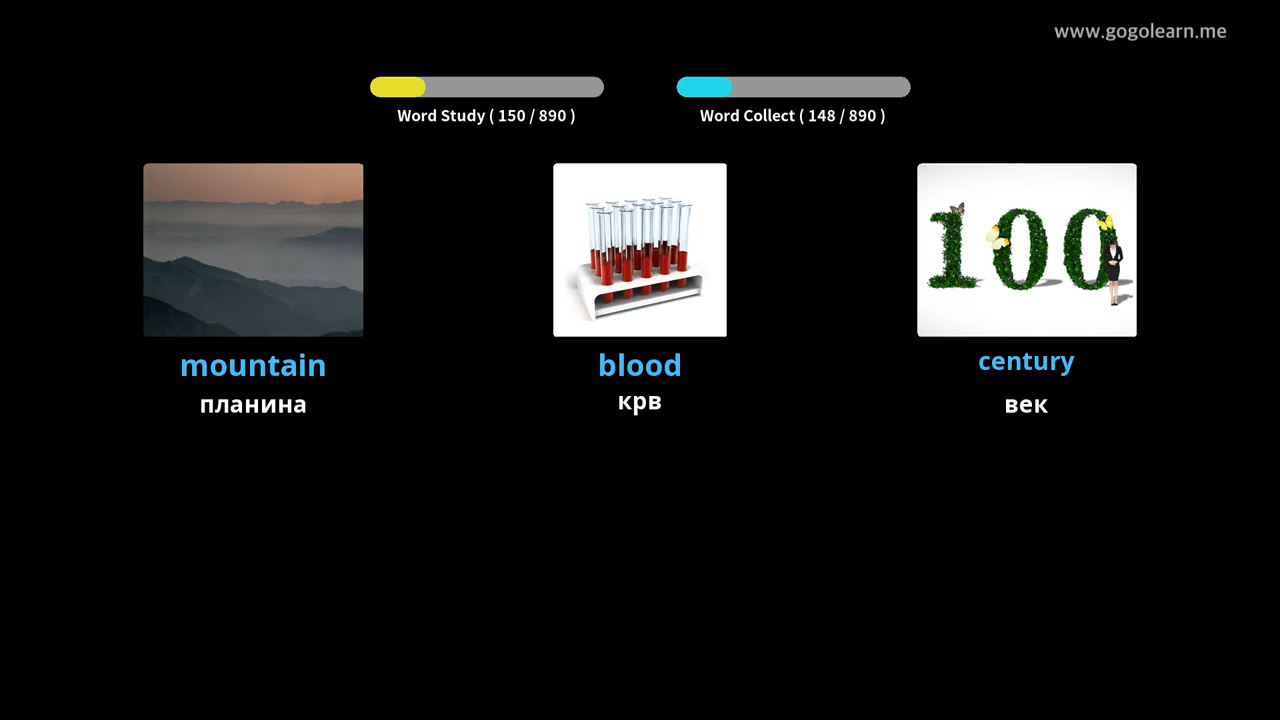 www.gogolearn.me
Word Study ( 150 / 890 )
Word Collect ( 148 / 890 )
100
mountain
планина
blood
крв
century
век